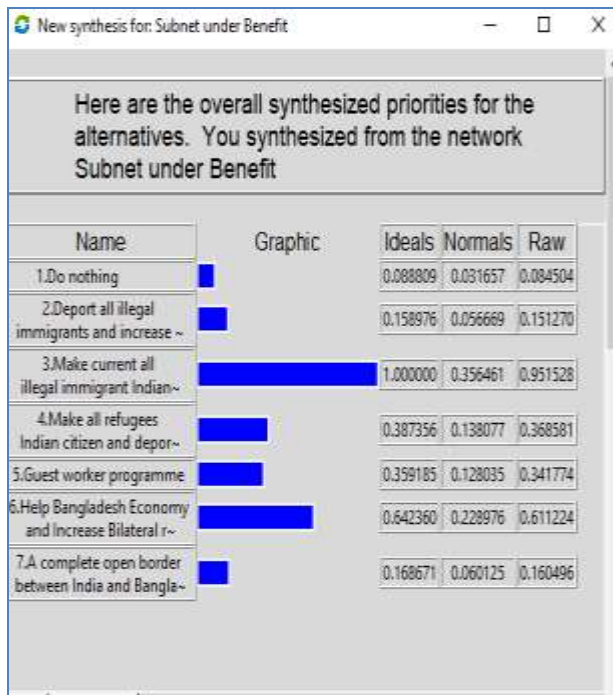 New synthesis for: Subnet under Benefit
Here are the overall synthesized priorities for the
alternatives. You synthesized from the network
Subnet under Benefit
Name Graphic Ideals Normals Raw
1.Do nothing 0.088809 0.031657 0.084504
2.Deport all illegal
immigrants and increase ~ 0.158976 0.056669 0.151270
3.Make current all
illegal immigrant Indian~ 1.000000 0.356461 0.951528
4.Make all refugees
Indian citizen and depor~ 0.387356 0.138077 0.368581
5.Guest worker programme 0.359185 0.128035 0.341774
6.Help Bangladesh Economy
and Increase Bilateral r~ 0.642360 0.228976 0.611224
7.A complete open border
between India and Bangla~ 0.168671 0.060125 0.160496